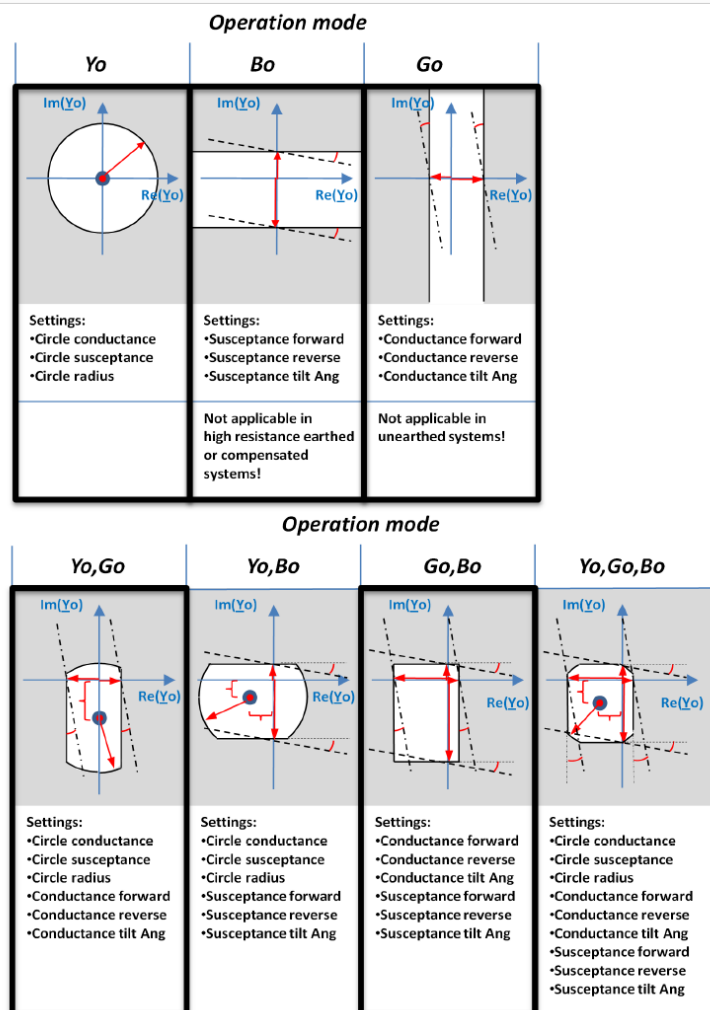 Operation mode
Yo Bo Go
Im(Yo) Im(Yo) Im(Yo)
Re(Yo) Re(Yo) Re(Yo)
Settings:
•Circle conductance
•Circle susceptance
•Circle radius
Settings:
•Susceptance forward
•Susceptance reverse
•Susceptance tilt Ang
Settings:
•Conductance forward
•Conductance reverse
•Conductance tilt Ang
Not applicable in
high resistance earthed
or compensated
systems!
Not applicable in
unearthed systems!
Operation mode
Yo,Go Yo,Bo Go,Bo Yo,Go,Bo
Im(Yo) Im(Yo) Im(Yo) Im(Yo)
Re(Yo) Re(Yo) Re(Yo) Re(Yo)
Settings:
•Circle conductance
•Circle susceptance
•Circle radius
•Conductance forward
•Conductance reverse
•Conductance tilt Ang
Settings:
•Circle conductance
•Circle susceptance
•Circle radius
•Susceptance forward
•Susceptance reverse
•Susceptance tilt Ang
Settings:
•Conductance forward
•Conductance reverse
•Conductance tilt Ang
•Susceptance forward
•Susceptance reverse
•Susceptance tilt Ang
Settings:
•Circle conductance
•Circle susceptance
•Circle radius
•Conductance forward
•Conductance reverse
•Conductance tilt Ang
•Susceptance forward
•Susceptance reverse
•Susceptance tilt Ang